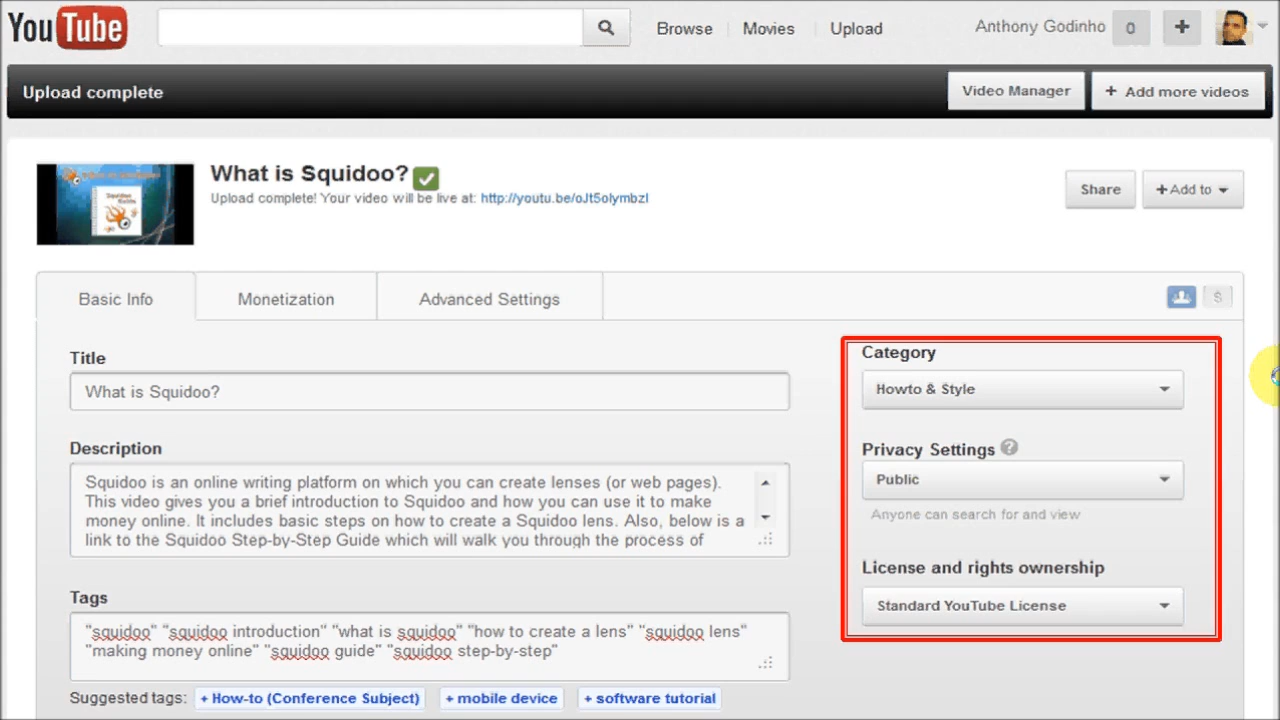 YouTube
Browse
Movies
Upload
Anthony Godinho
0
+
Upload complete
Video Manager
+ Add more videos
What is Squidoo?
Upload complete! Your video will be live at: http://youtu.be/oJt5olymbzI
Share
+ Add to
Basic Info
Monetization
Advanced Settings
$
Title
What is Squidoo?
Description
Squidoo is an online writing platform on which you can create lenses (or web pages).
This video gives you a brief introduction to Squidoo and how you can use it to make
money online. It includes basic steps on how to create a Squidoo lens. Also, below is a
link to the Squidoo Step-by-Step Guide which will walk you through the process of
Tags
"squidoo" "squidoo introduction" "what is squidoo" "how to create a lens" "squidoo lens"
"making money online" "squidoo guide" "squidoo step-by-step"
Suggested tags: + How-to (Conference Subject) + mobile device + software tutorial
Category
Howto & Style
Privacy Settings ?
Public
Anyone can search for and view
License and rights ownership
Standard YouTube License